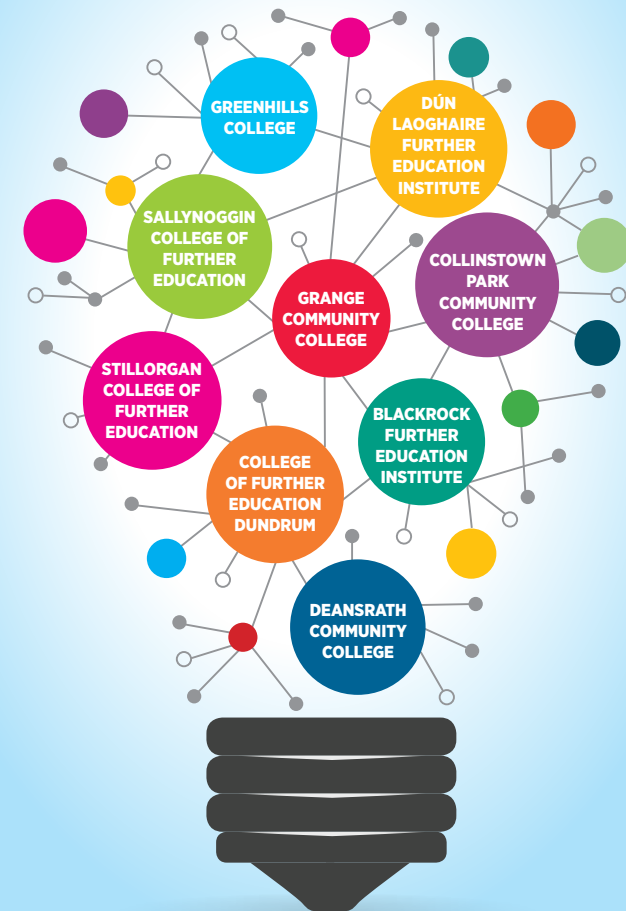 GREENHILLS
COLLEGE
DÚN
LAOGHAIRE
FURTHER
EDUCATION
INSTITUTE
SALLYNOGGIN
COLLEGE OF
FURTHER
EDUCATION
COLLINSTOWN
PARK
COMMUNITY
COLLEGE
GRANGE
COMMUNITY
COLLEGE
STILLORGAN
COLLEGE OF
FURTHER
EDUCATION
BLACKROCK
FURTHER
EDUCATION
INSTITUTE
COLLEGE
OF FURTHER
EDUCATION
DUNDRUM
DEANSRATH
COMMUNITY
COLLEGE